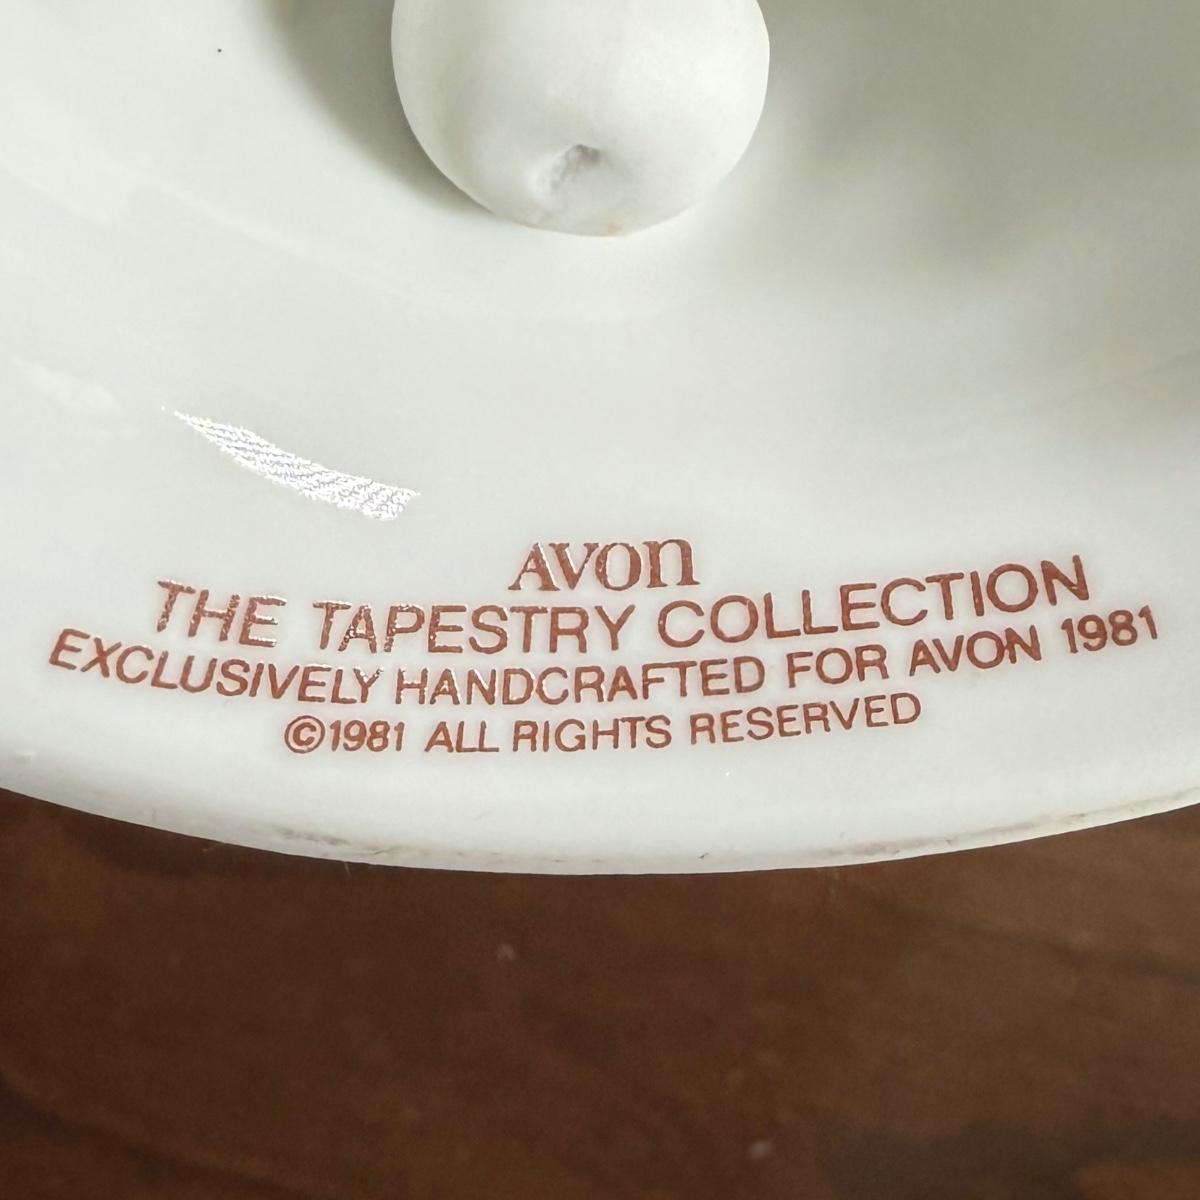 AVON
THE TAPESTRY COLLECTION
EXCLUSIVELY HANDCRAFTED FOR AVON 1981
©1981 ALL RIGHTS RESERVED